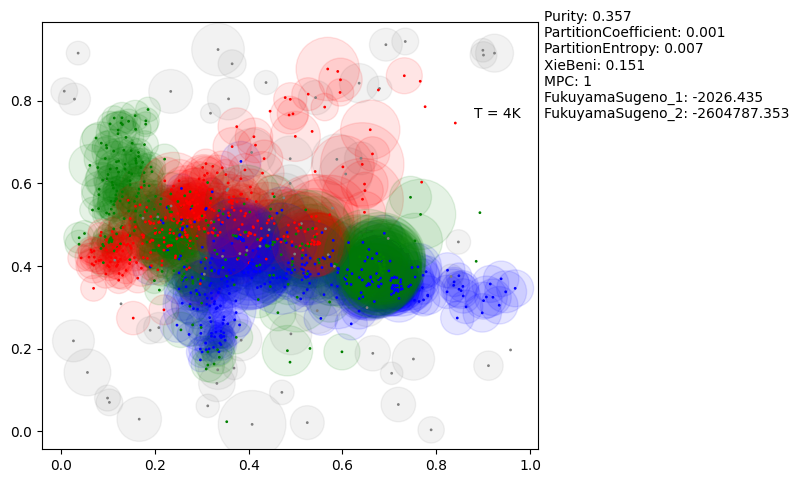 Purity: 0.357
PartitionCoefficient: 0.001
PartitionEntropy: 0.007
XieBeni: 0.151
MPC: 1
FukuyamaSugeno_1: -2026.435
FukuyamaSugeno_2: -2604787.353
T = 4K
0.8
0.6
0.4
0.2
0.0
0.0 0.2 0.4 0.6 0.8 1.0